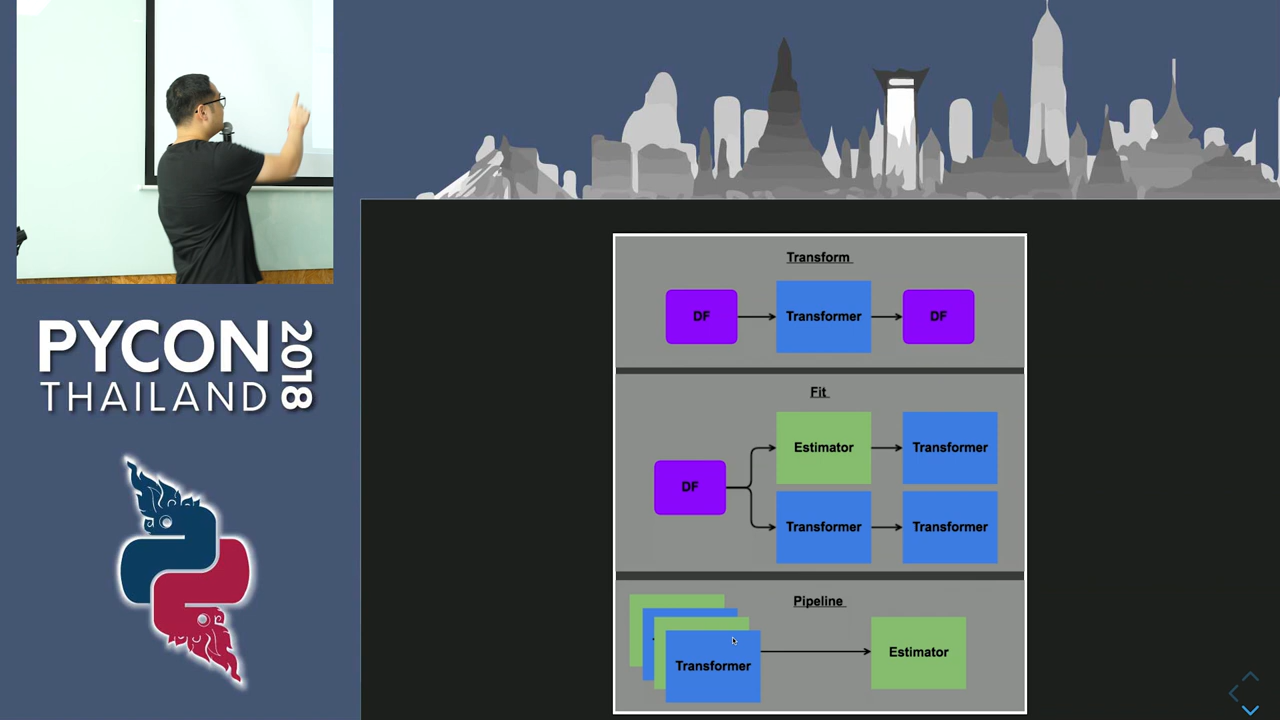 PYCON
THAILAND
2018
Transform
DF
Transformer
DF
Fit
Estimator
Transformer
DF
Transformer
Transformer
Pipeline
Transformer
Estimator